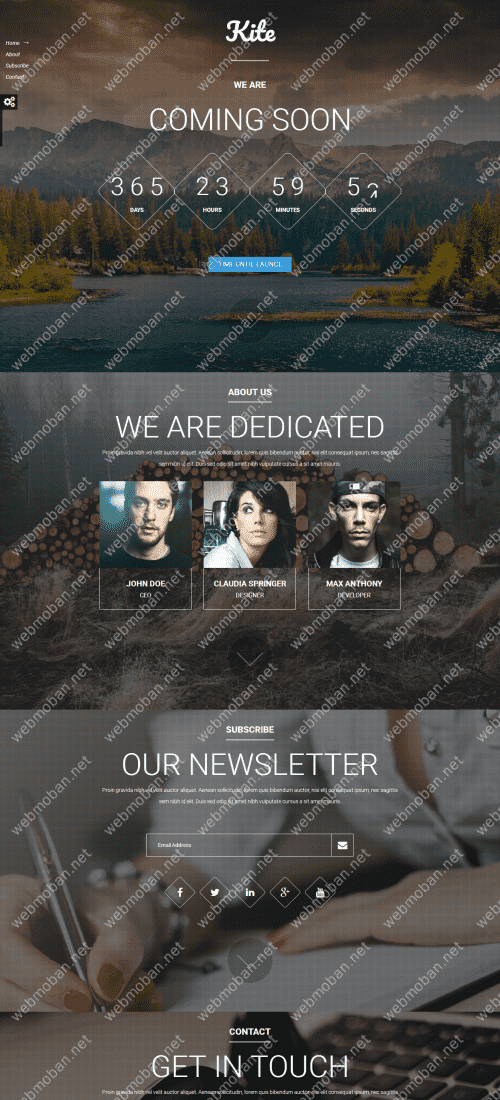 Kite
Home →
About
Subscribe
Contact
WE ARE
COMING SOON
365
DAYS
23
HOURS
59
MINUTES
5
SECONDS
TIME UNTIL LAUNCH
ABOUT US
WE ARE DEDICATED
Proin gravida nibh vel velit auctor aliquet. Aenean sollicitudin, lorem quis bibendum auctor, nisi elit consequat ipsum, nec sagittis
sem nibh id elit. Duis sed odio sit amet nibh vulputate cursus a sit amet mauris.
JOHN DOE
CEO
CLAUDIA SPRINGER
DESIGNER
MAX ANTHONY
DEVELOPER
SUBSCRIBE
OUR NEWSLETTER
Proin gravida nibh vel velit auctor aliquet. Aenean sollicitudin, lorem quis bibendum auctor, nisi elit consequat ipsum, nec sagittis
sem nibh id elit. Duis sed odio sit amet nibh vulputate cursus a sit amet mauris.
Email Address
CONTACT
GET IN TOUCH
Proin gravida nibh vel velit auctor aliquet. Aenean sollicitudin, lorem quis bibendum auctor, nisi elit consequat ipsum, nec sagittis
webmoban.net